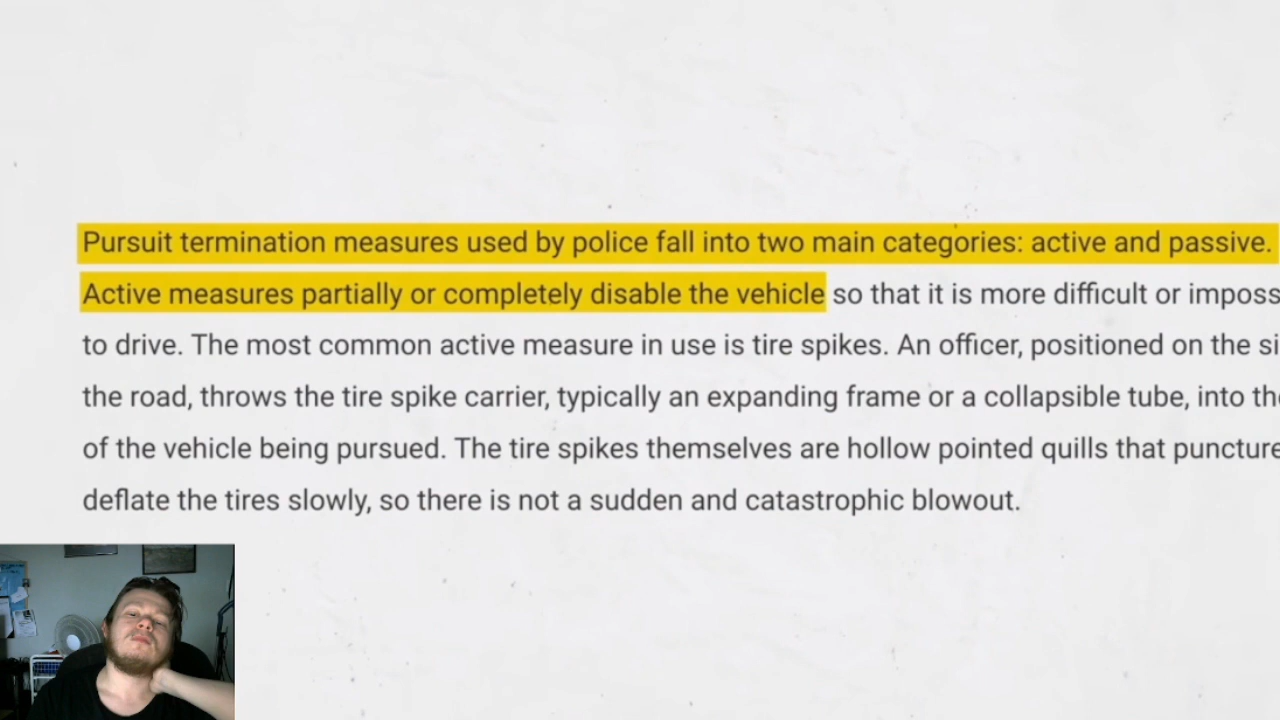 Pursuit termination measures used by police fall into two main categories: active and passive.
Active measures partially or completely disable the vehicle so that it is more difficult or imposs
to drive. The most common active measure in use is tire spikes. An officer, positioned on the si
the road, throws the tire spike carrier, typically an expanding frame or a collapsible tube, into the
of the vehicle being pursued. The tire spikes themselves are hollow pointed quills that puncture
deflate the tires slowly, so there is not a sudden and catastrophic blowout.